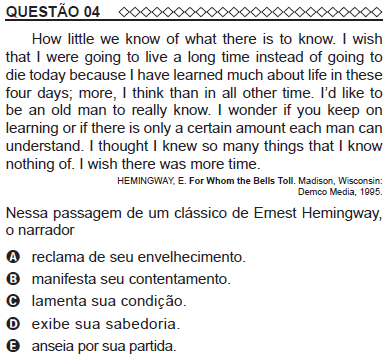 QUESTÃO 04
How little we know of what there is to know. I wish
that I were going to live a long time instead of going to
die today because I have learned much about life in these
four days; more, I think than in all other time. I'd like to
be an old man to really know. I wonder if you keep on
learning or if there is only a certain amount each man can
understand. I thought I knew so many things that I know
nothing of. I wish there was more time.
HEMINGWAY, E. For Whom the Bells Toll. Madison, Wisconsin:
Demco Media, 1995.
Nessa passagem de um clássico de Ernest Hemingway,
o narrador
A reclama de seu envelhecimento.
B manifesta seu contentamento.
C lamenta sua condição.
D exibe sua sabedoria.
E anseia por sua partida.